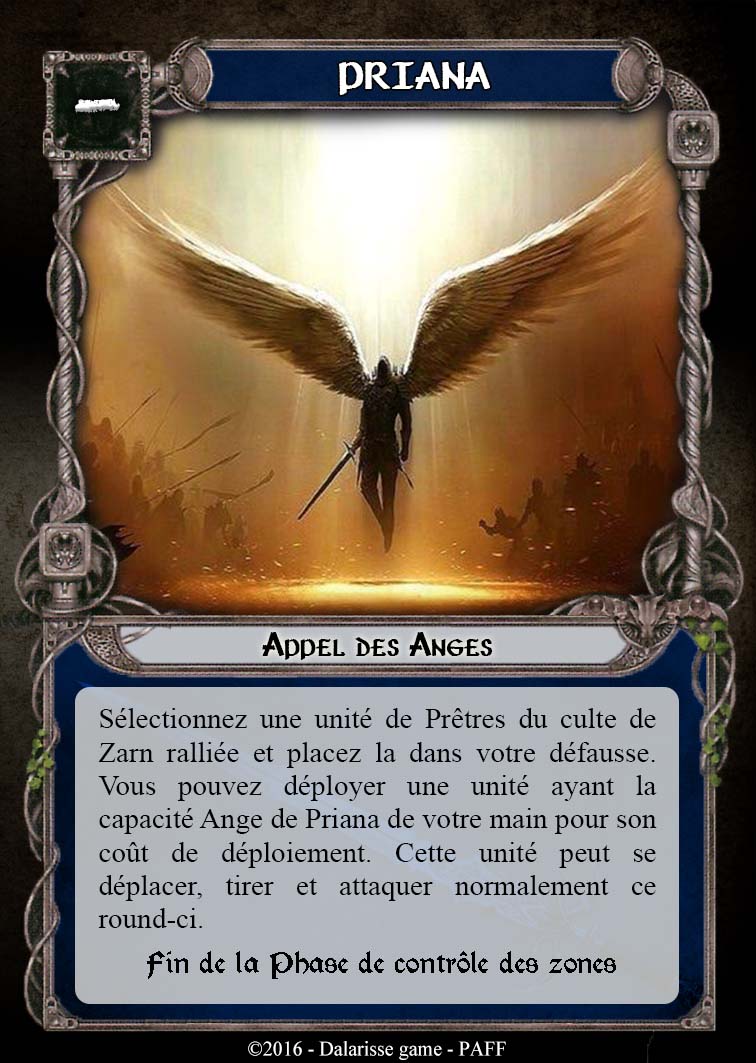 PRIANA
APPEL DES ANGES
Sélectionnez une unité de Prêtres du culte de
Zarn ralliée et placez la dans votre défausse.
Vous pouvez déployer une unité ayant la
capacité Ange de Priana de votre main pour son
coût de déploiement. Cette unité peut se
déplacer, tirer et attaquer normalement ce
round-ci.
Fin de la Phase de contrôle des zones
©2016 - Dalarisse game - PAFF